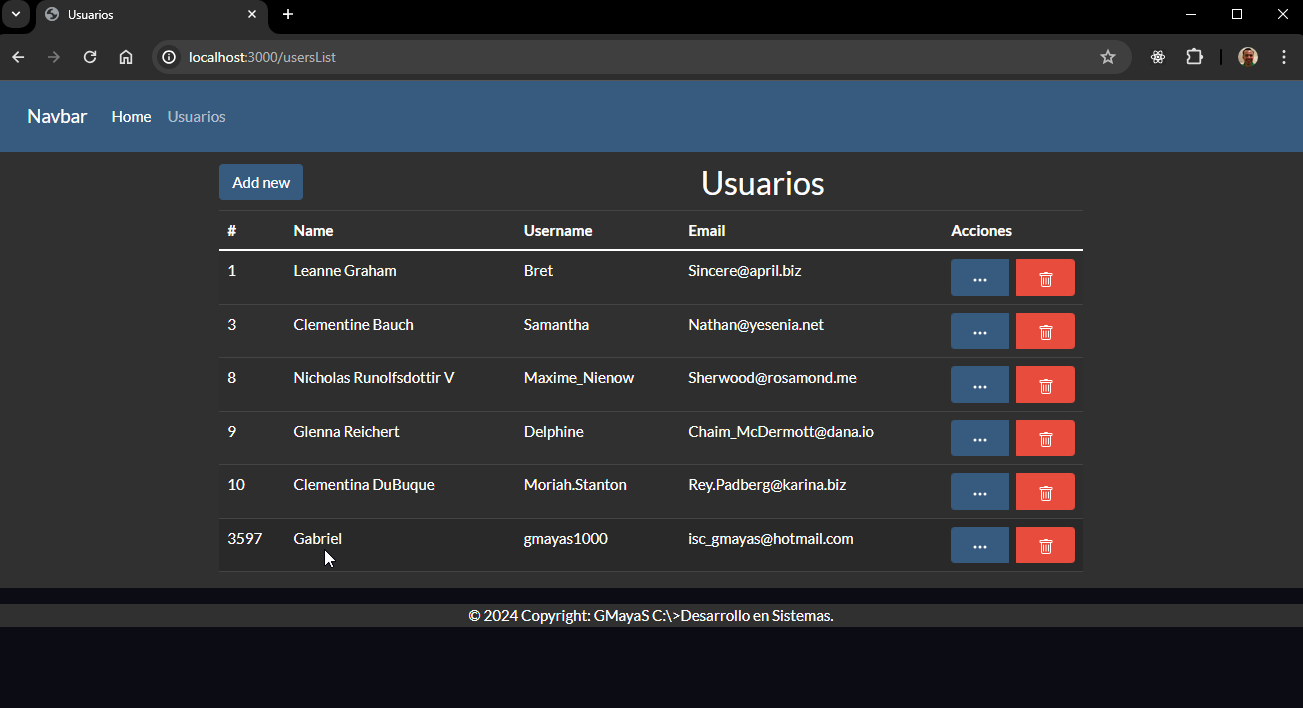 Usuarios
localhost:3000/usersList
Navbar Home Usuarios
Add new Usuarios
# Name Username Email Acciones
1 Leanne Graham Bret Sincere@april.biz ...
3 Clementine Bauch Samantha Nathan@yesenia.net ...
8 Nicholas Runolfsdottir V Maxime_Nienow Sherwood@rosamond.me ...
9 Glenna Reichert Delphine Chaim_McDermott@dana.io ...
10 Clementina DuBuque Moriah.Stanton Rey.Padberg@karina.biz ...
3597 Gabriel gmayas1000 isc_gmayas@hotmail.com ...
© 2024 Copyright: GMayaS C:\>Desarrollo en Sistemas.